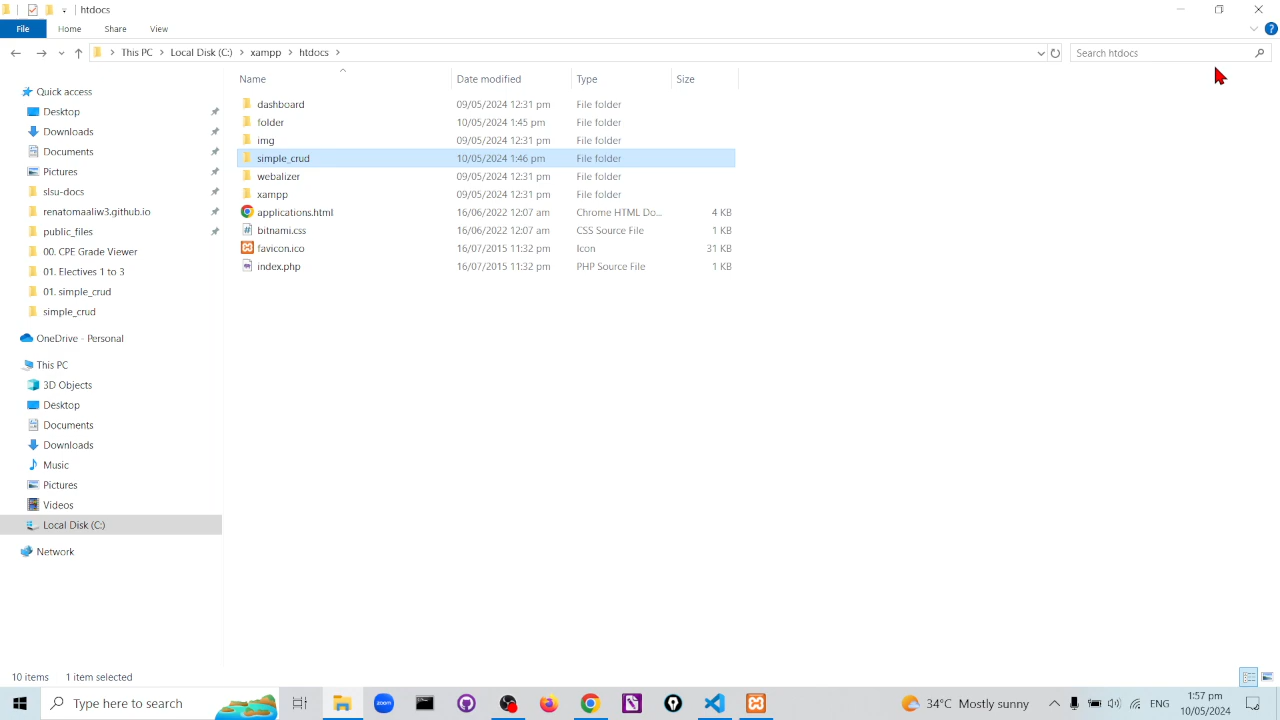 htdocs
File Home Share View
This PC Local Disk (C:) xampp htdocs
Search htdocs
Name Date modified Type Size
Quick access
Desktop
Downloads
Documents
Pictures
slsu-docs
renatomaaliw3.github.io
public_files
00. CPE Grade Viewer
01. Electives 1 to 3
01. simple_crud
simple_crud
OneDrive - Personal
This PC
3D Objects
Desktop
Documents
Downloads
Music
Pictures
Videos
Local Disk (C:)
Network
dashboard 09/05/2024 12:31 pm File folder
folder 10/05/2024 1:45 pm File folder
img 09/05/2024 12:31 pm File folder
simple_crud 10/05/2024 1:46 pm File folder
webalizer 09/05/2024 12:31 pm File folder
xampp 09/05/2024 12:31 pm File folder
applications.html 16/06/2022 12:07 am Chrome HTML Do... 4 KB
bitnami.css 16/06/2022 12:07 am CSS Source File 1 KB
favicon.ico 16/07/2015 11:32 pm Icon 31 KB
index.php 16/07/2015 11:32 pm PHP Source File 1 KB
10 items 1 item selected
Type here to search
zoom
34°C Mostly sunny
ENG
1:57 pm
10/05/2024